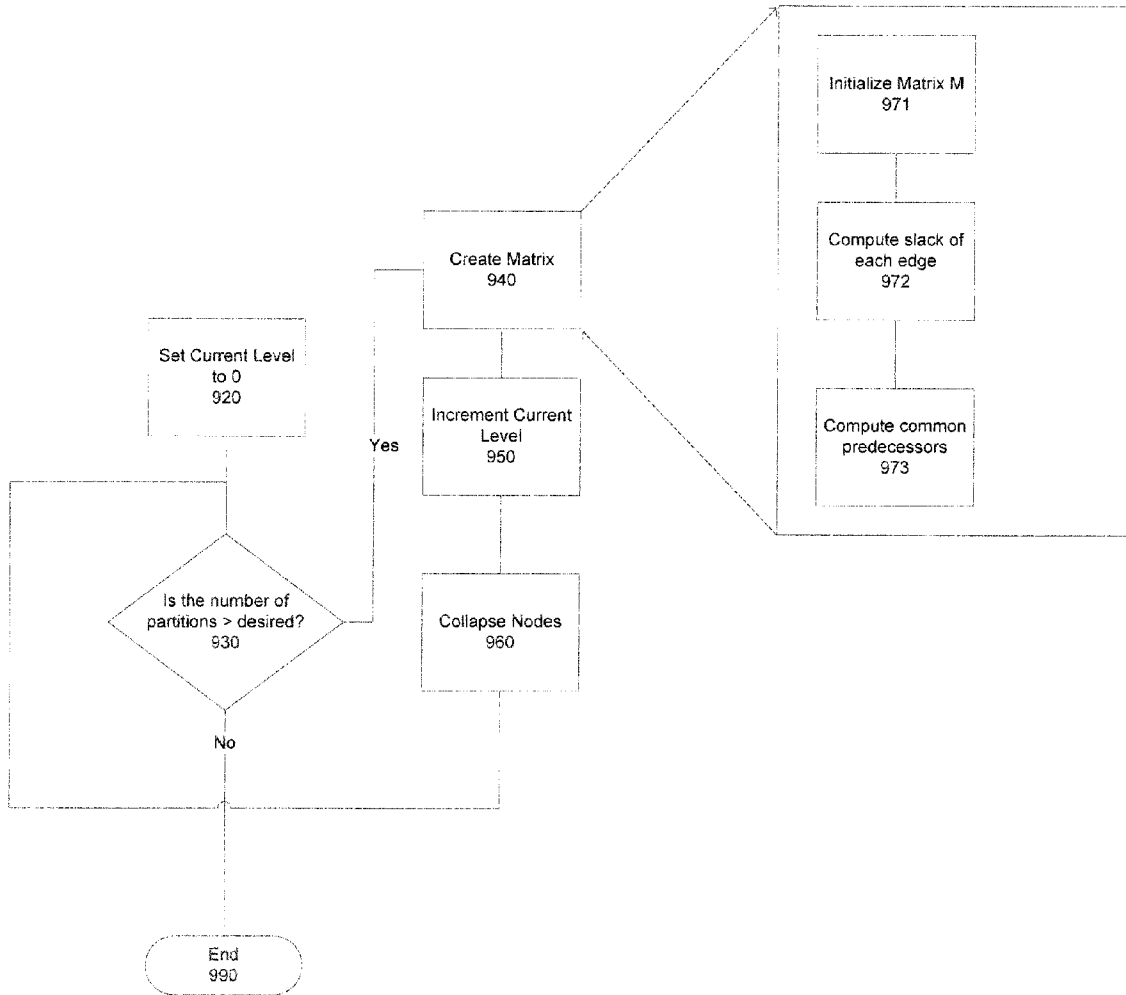 Initialize Matrix M
971
Compute slack of
each edge
972
Compute common
predecessors
973
Create Matrix
940
Set Current Level
to 0
920
Increment Current
Level
950
Yes
Is the number of
partitions > desired?
930
Collapse Nodes
960
No
End
990